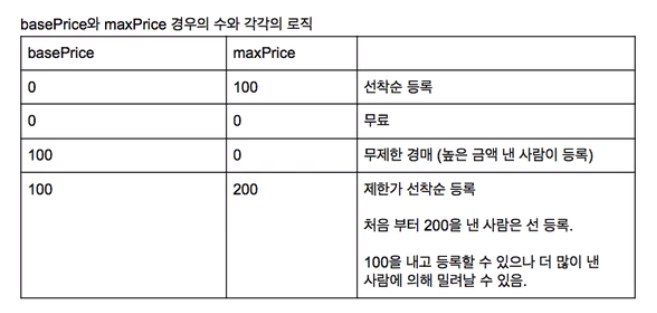 basePrice와 maxPrice 경우의 수와 각각의 로직
basePrice maxPrice
0 100 선착순 등록
0 0 무료
100 0 무제한 경매 (높은 금액 낸 사람이 등록)
100 200 제한가 선착순 등록
처음 부터 200을 낸 사람은 선 등록.
100을 내고 등록할 수 있으나 더 많이 낸
사람에 의해 밀려날 수 있음.